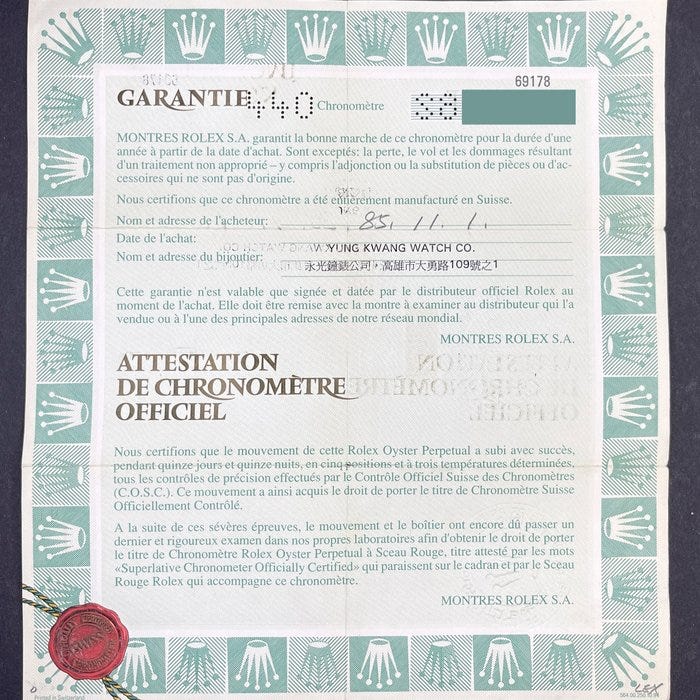 69178
GARANTIE 440 Chronomètre S8
MONTRES ROLEX S.A. garantit la bonne marche de ce chronomètre pour la durée d'une
année à partir de la date d'achat. Sont exceptés: la perte, le vol et les dommages résultant
d'un traitement non approprié – y compris l'adjonction ou la substitution de pièces ou d'ac-
cessoires qui ne sont pas d'origine.
Nous certifions que ce chronomètre a été entièrement manufacturé en Suisse.
Nom et adresse de l'acheteur:
85. 11. 1.
Date de l'achat:
YUNG KWANG WATCH CO.
Nom et adresse du bijoutier:
永光鐘錶公司・高雄市大勇路109號之1
Cette garantie n'est valable que signée et datée par le distributeur officiel Rolex au
moment de l'achat. Elle doit être remise avec la montre à examiner au distributeur qui l'a
vendue ou à l'une des principales adresses de notre réseau mondial.
MONTRES ROLEX S.A.
ATTESTATION
DE CHRONOMÈTRE
OFFICIEL
Nous certifions que le mouvement de cette Rolex Oyster Perpetual a subi avec succès,
pendant quinze jours et quinze nuits, en cinq positions et à trois températures déterminées,
tous les contrôles de précision effectués par le Contrôle Officiel Suisse des Chronomètres
(C.O.S.C.). Ce mouvement a ainsi acquis le droit de porter le titre de Chronomètre Suisse
Officiellement Contrôlé.
A la suite de ces sévères épreuves, le mouvement et le boîtier ont encore dû passer un
dernier et rigoureux examen dans nos propres laboratoires afin d'obtenir le droit de porter
le titre de Chronomètre Rolex Oyster Perpetual à Sceau Rouge, titre attesté par les mots
«Superlative Chronometer Officially Certified» qui paraissent sur le cadran et par le Sceau
Rouge Rolex qui accompagne ce chronomètre.
MONTRES ROLEX S.A.
Printed in Switzerland
LEX